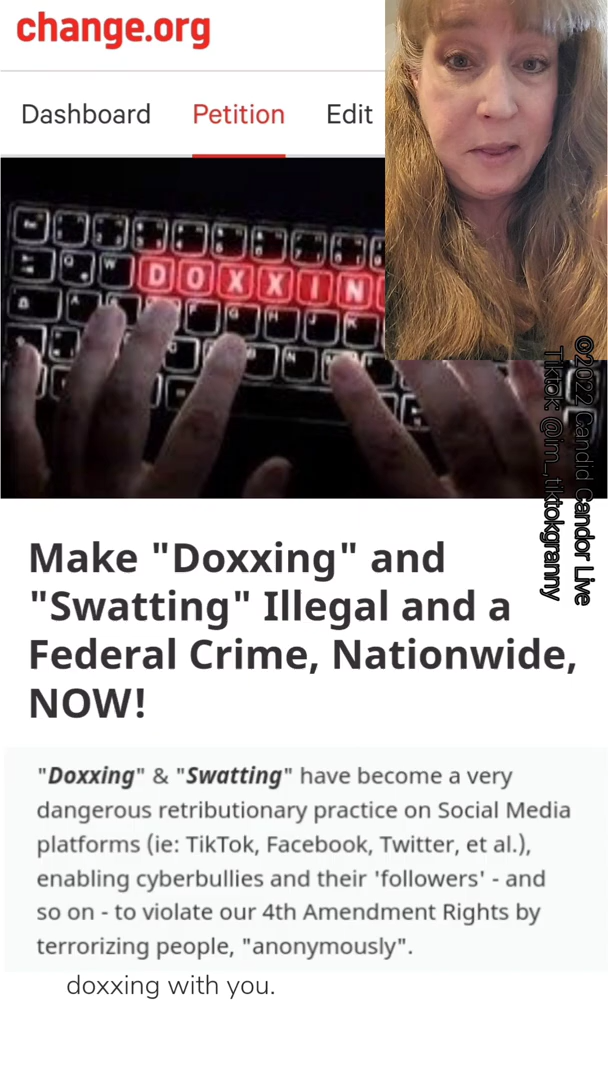 change.org
Dashboard Petition Edit
DOXXIN
Make "Doxxing" and
"Swatting" Illegal and a
Federal Crime, Nationwide,
NOW!
"Doxxing" & "Swatting" have become a very
dangerous retributionary practice on Social Media
platforms (ie: TikTok, Facebook, Twitter, et al.),
enabling cyberbullies and their 'followers' - and
so on - to violate our 4th Amendment Rights by
terrorizing people, "anonymously".
doxxing with you.
©2022 Candid Candor Live
Tiktok: @im_tiktokgranny